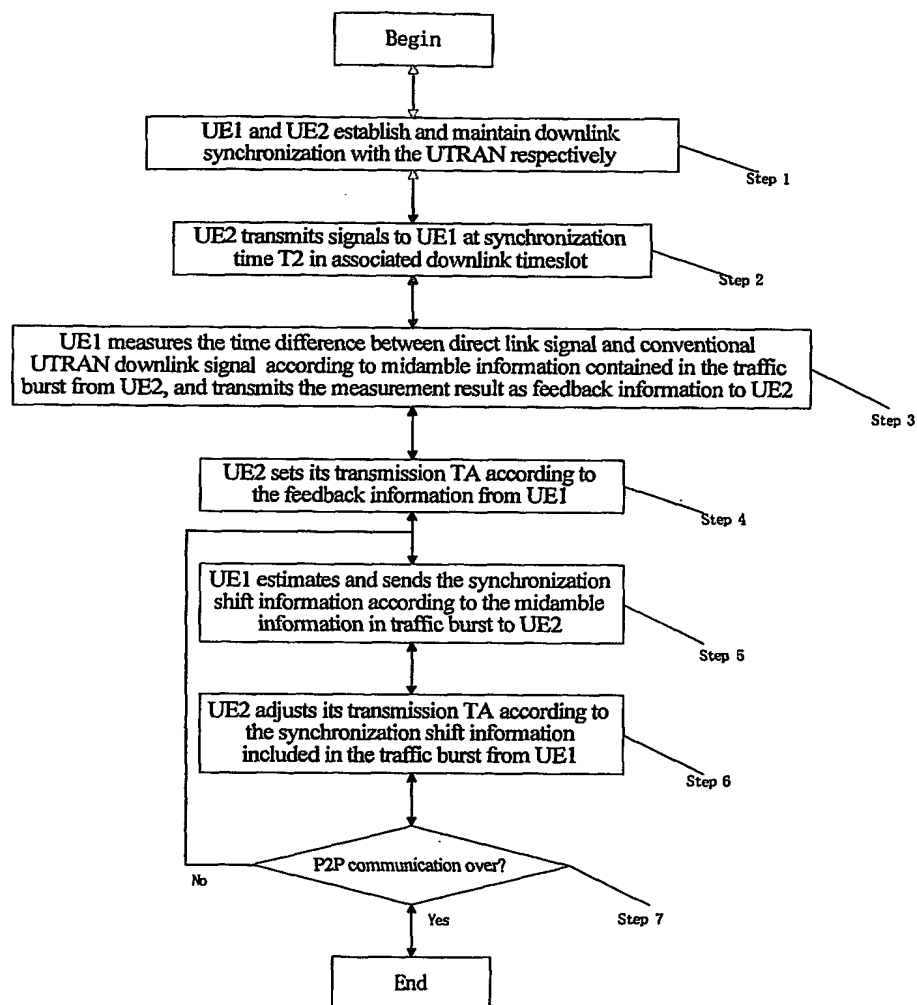 Begin
UE1 and UE2 establish and maintain downlink
synchronization with the UTRAN respectively
Step 1
UE2 transmits signals to UE1 at synchronization
time T2 in associated downlink timeslot
Step 2
UE1 measures the time difference between direct link signal and conventional
UTRAN downlink signal according to midamble information contained in the traffic
burst from UE2, and transmits the measurement result as feedback information to UE2
Step 3
UE2 sets its transmission TA according to
the feedback information from UE1
Step 4
UE1 estimates and sends the synchronization
shift information according to the midamble
information in traffic burst to UE2
Step 5
UE2 adjusts its transmission TA according to
the synchronization shift information
included in the traffic burst from UE1
Step 6
P2P communication over?
No
Yes
Step 7
End